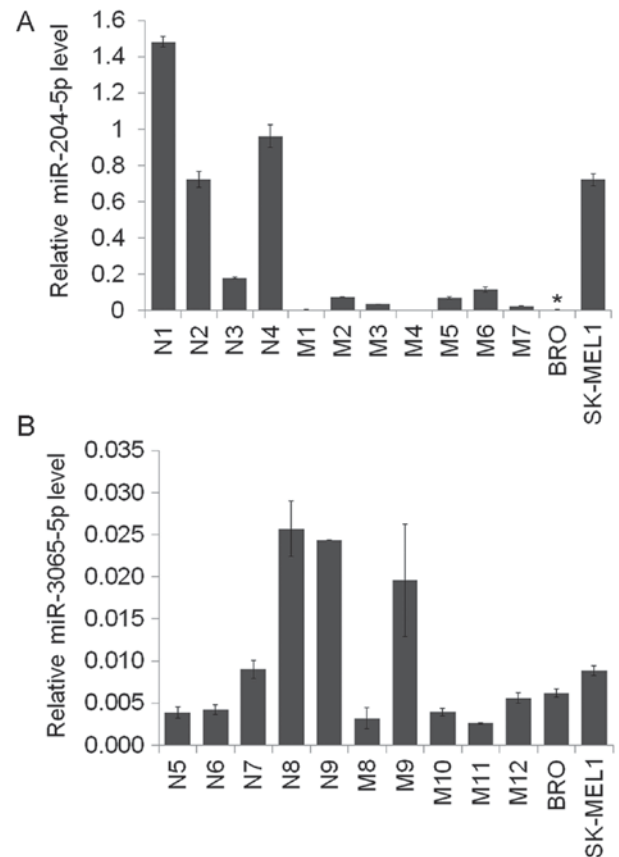 A
Relative miR-204-5p level
1.6
1.4
1.2
1
0.8
0.6
0.4
0.2
0
*
N1
N2
N3
N4
M1
M2
M3
M4
M5
M6
M7
BRO
SK-MEL1
B
Relative miR-3065-5p level
0.035
0.030
0.025
0.020
0.015
0.010
0.005
0.000
N5
N6
N7
N8
N9
M8
M9
M10
M11
M12
BRO
SK-MEL1